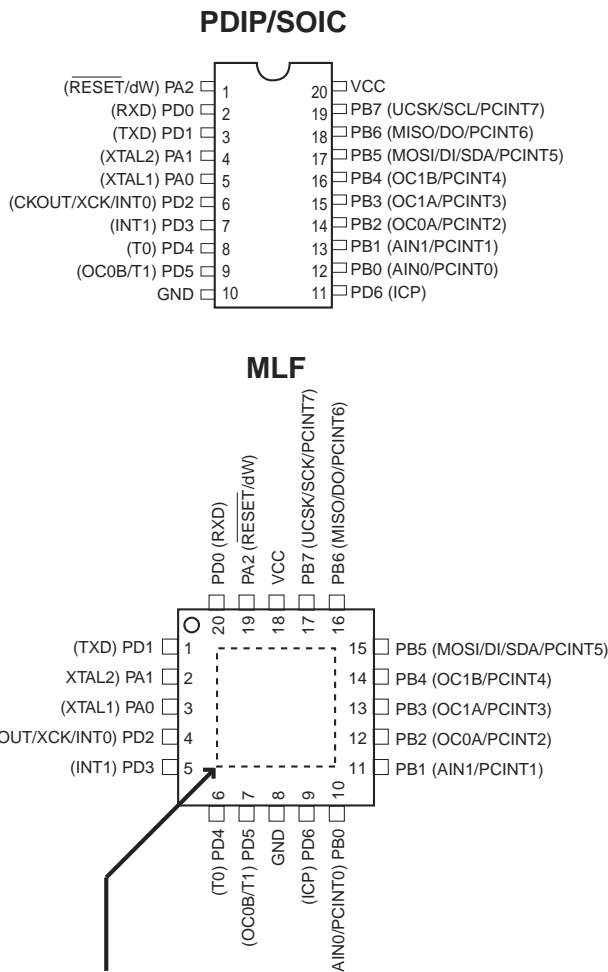 PDIP/SOIC
(RESET/dW) PA2 1
(RXD) PD0 2
(TXD) PD1 3
(XTAL2) PA1 4
(XTAL1) PA0 5
(CKOUT/XCK/INT0) PD2 6
(INT1) PD3 7
(T0) PD4 8
(OC0B/T1) PD5 9
GND 10
20 VCC
19 PB7 (UCSK/SCL/PCINT7)
18 PB6 (MISO/DO/PCINT6)
17 PB5 (MOSI/DI/SDA/PCINT5)
16 PB4 (OC1B/PCINT4)
15 PB3 (OC1A/PCINT3)
14 PB2 (OC0A/PCINT2)
13 PB1 (AIN1/PCINT1)
12 PB0 (AIN0/PCINT0)
11 PD6 (ICP)
MLF
20 PD0 (RXD)
19 PA2 (RESET/dW)
18 VCC
17 PB7 (UCSK/SCK/PCINT7)
16 PB6 (MISO/DO/PCINT6)
(TXD) PD1 1
XTAL2) PA1 2
(XTAL1) PA0 3
OUT/XCK/INT0) PD2 4
(INT1) PD3 5
15 PB5 (MOSI/DI/SDA/PCINT5)
14 PB4 (OC1B/PCINT4)
13 PB3 (OC1A/PCINT3)
12 PB2 (OC0A/PCINT2)
11 PB1 (AIN1/PCINT1)
(T0) PD4 6
(OC0B/T1) PD5 7
GND 8
(ICP) PD6 9
AIN0/PCINT0) PB0 10